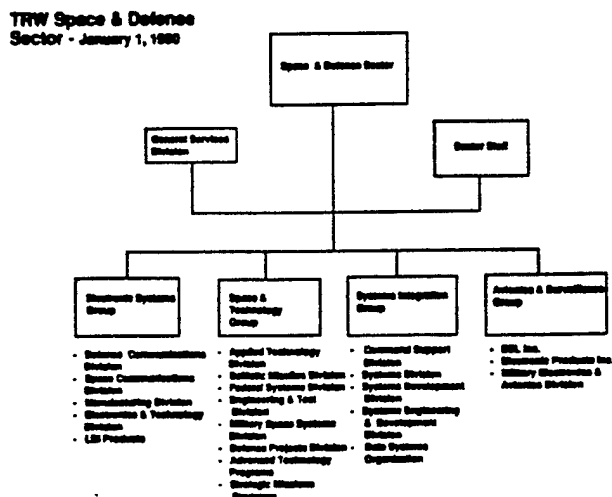 TRW Space & Defense
Sector - January 1, 1990
Space & Defense Sector
General Services
Division
Sector Staff
Electronic Systems
Group
Space &
Technology
Group
Systems Integration
Group
Avionics & Surveillance
Group
- Defense Communications
Division
- Space Communications
Division
- Manufacturing Division
- Electronics & Technology
Division
- LSI Products
- Applied Technology
Division
- Ballistic Missiles Division
- Federal Systems Division
- Engineering & Test
Division
- Military Space Systems
Division
- Defense Projects Division
- Advanced Technology
Programs
- Strategic Missions
- Command Support
Division
- Systems Division
- Systems Development
Division
- Systems Engineering
& Development
Division
- Data Systems
Organization
- ESL Inc.
- Electronic Products Inc.
- Military Electronics &
Avionics Division